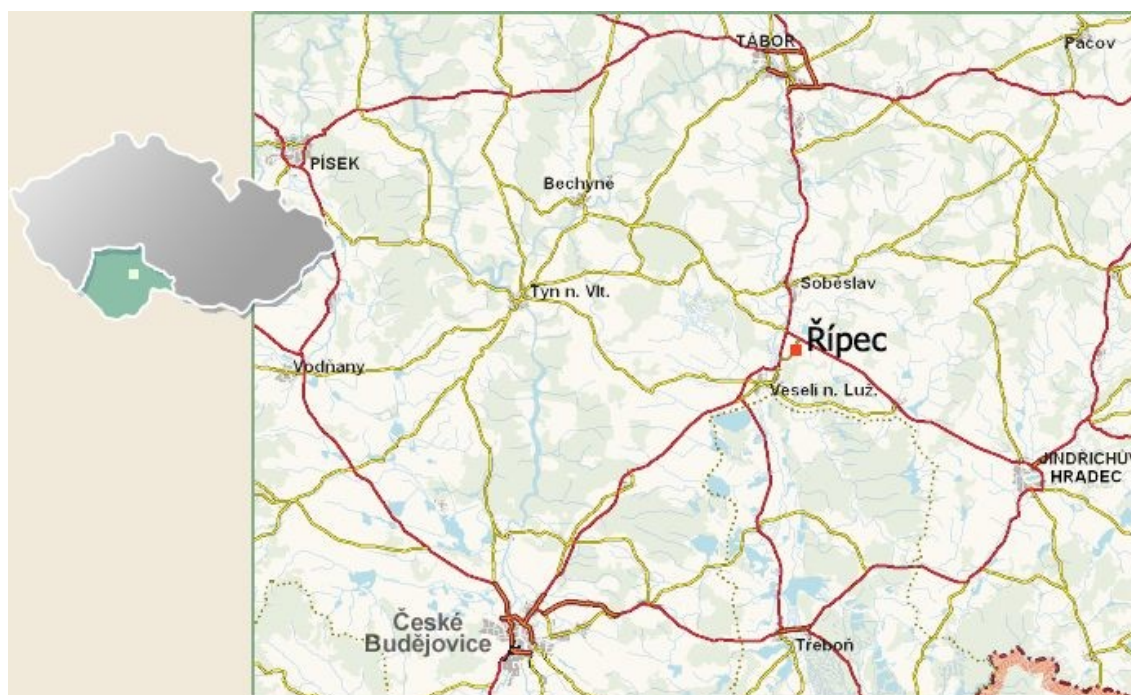 TÁBOR
Pacov
PÍSEK
Bechyně
Soběslav
Týn n. Vlt.
Řípec
Vodňany
Veselí n. Luž.
JINDŘICHŮV
HRADEC
České
Budějovice
Třeboň